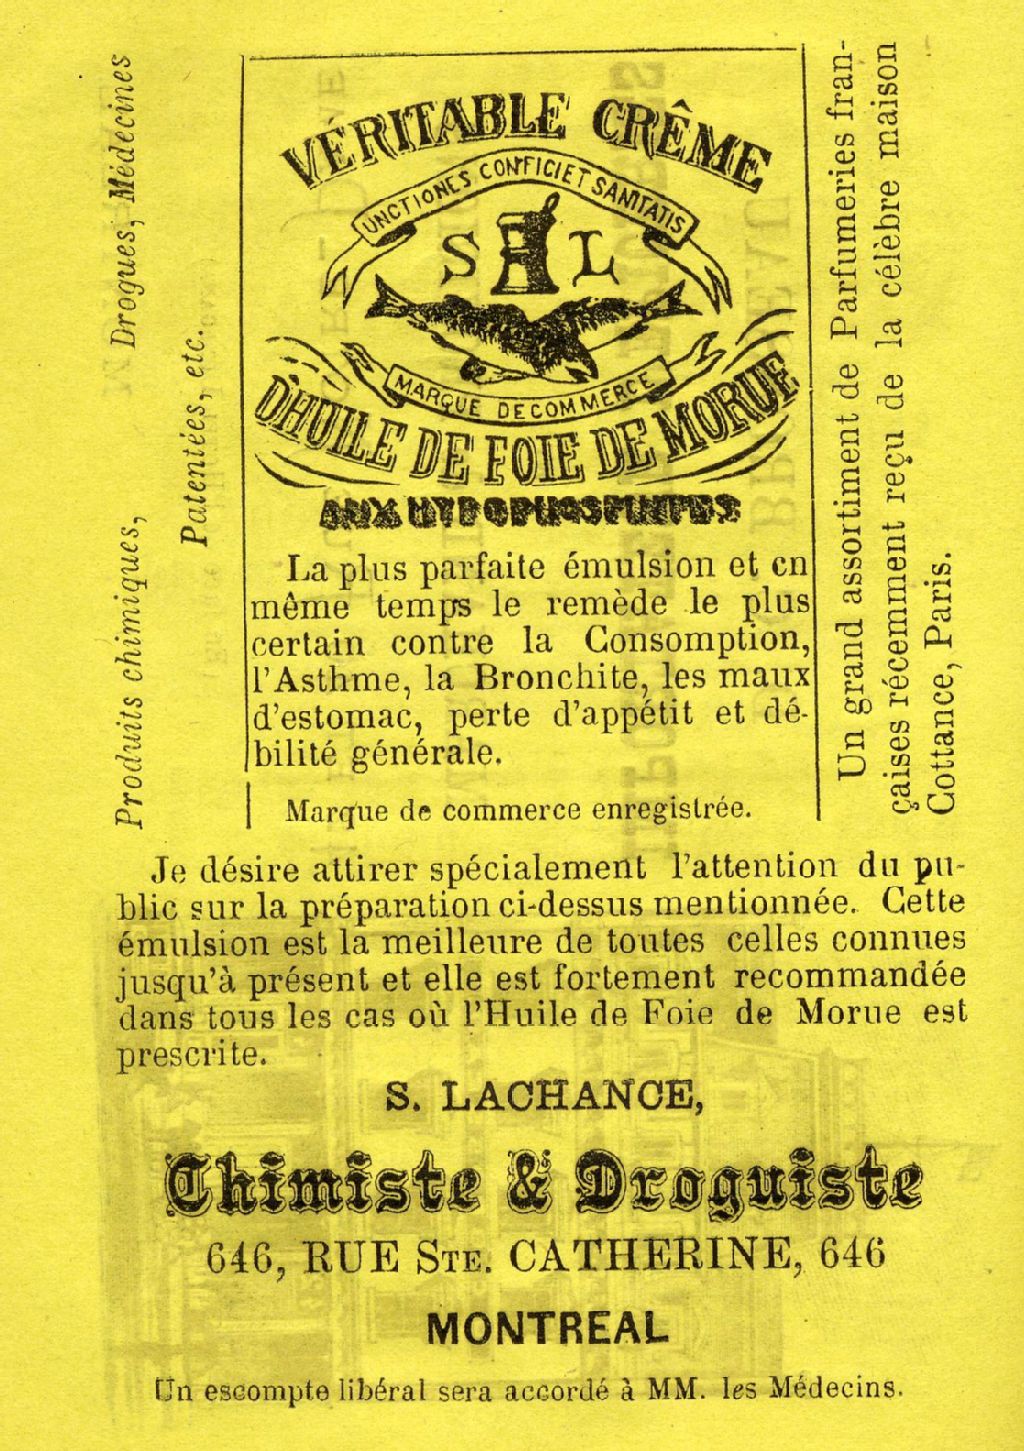 Produits chimiques, Drogues, Médecines
Patentées, etc.
VERITABLE CRÊME
UNCTIONES CONFICIET SANITATIS
S L
MARQUE DE COMMERCE
D'HUILE DE FOIE DE MORUE
AUX HYPOPHOSPHITES
La plus parfaite émulsion et en
même temps le remède le plus
certain contre la Consomption,
l'Asthme, la Bronchite, les maux
d'estomac, perte d'appétit et dé-
bilité générale.
Marque de commerce enregistrée.
Un grand assortiment de Parfumeries fran-
çaises récemment reçu de la célèbre maison
Cottance, Paris.
Je désire attirer spécialement l'attention du pu-
blic sur la préparation ci-dessus mentionnée. Cette
émulsion est la meilleure de toutes celles connues
jusqu'à présent et elle est fortement recommandée
dans tous les cas où l'Huile de Foie de Morue est
prescrite.
S. LACHANCE,
Chimiste & Droguiste
646, RUE STE. CATHERINE, 646
MONTREAL
Un escompte libéral sera accordé à MM. les Médecins.